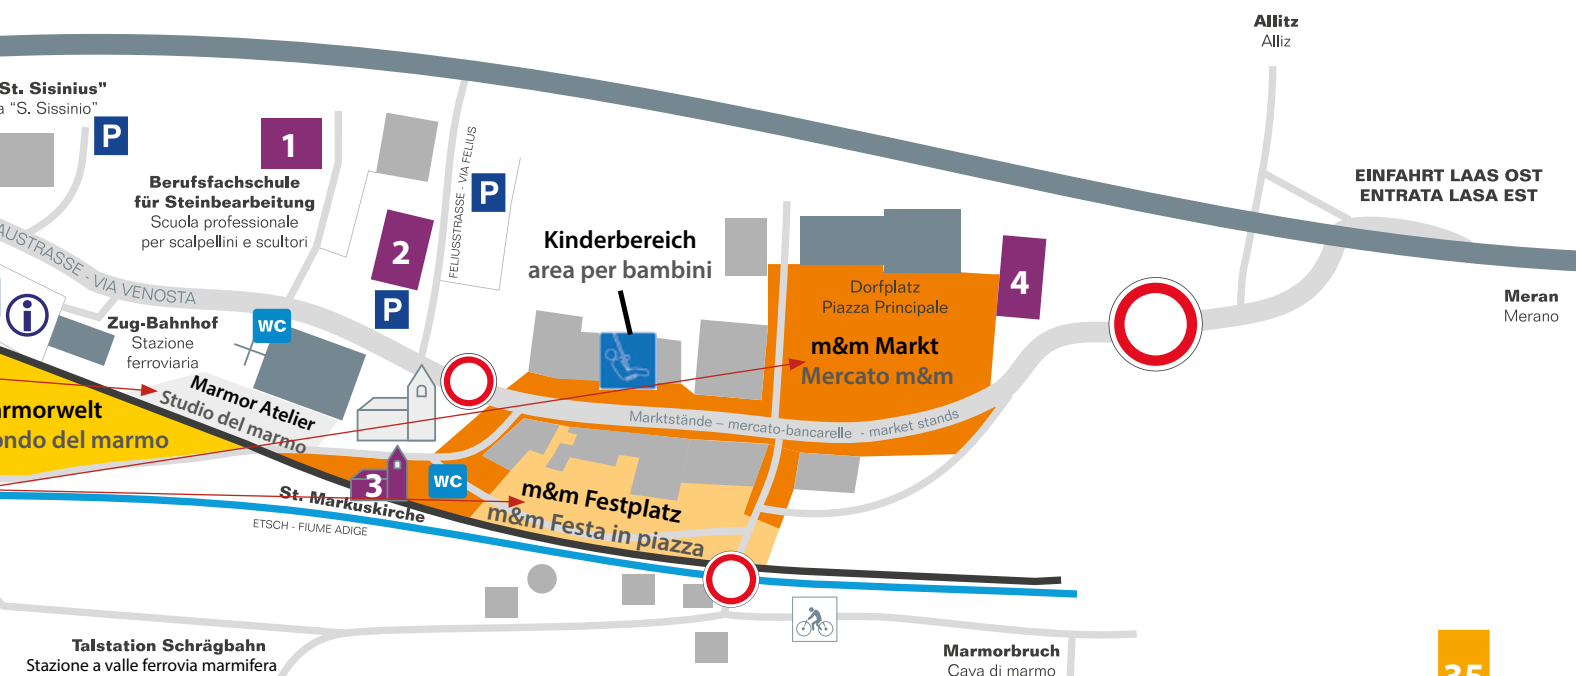 Allitz
Alliz
St. Sisinius"
a "S. Sissinio"
P
1
Berufsfachschule
für Steinbearbeitung
Scuola professionale
per scalpellini e scultori
FELIUSSTRASSE - VIA FELIUS
P
2
P
EINFAHRT LAAS OST
ENTRATA LASA EST
Kinderbereich
area per bambini
AUSTRASSE - VIA VENOSTA
i
Zug-Bahnhof
Stazione
ferroviaria
WC
Dorfplatz
Piazza Principale
4
Meran
Merano
m&m Markt
Mercato m&m
Marmor Atelier
Studio del marmo
armorwelt
ondo del marmo
Marktstände – mercato-bancarelle - market stands
3
WC
St. Markuskirche
ETSCH - FIUME ADIGE
m&m Festplatz
m&m Festa in piazza
Talstation Schrägbahn
Stazione a valle ferrovia marmifera
Marmorbruch
Cava di marmo
35